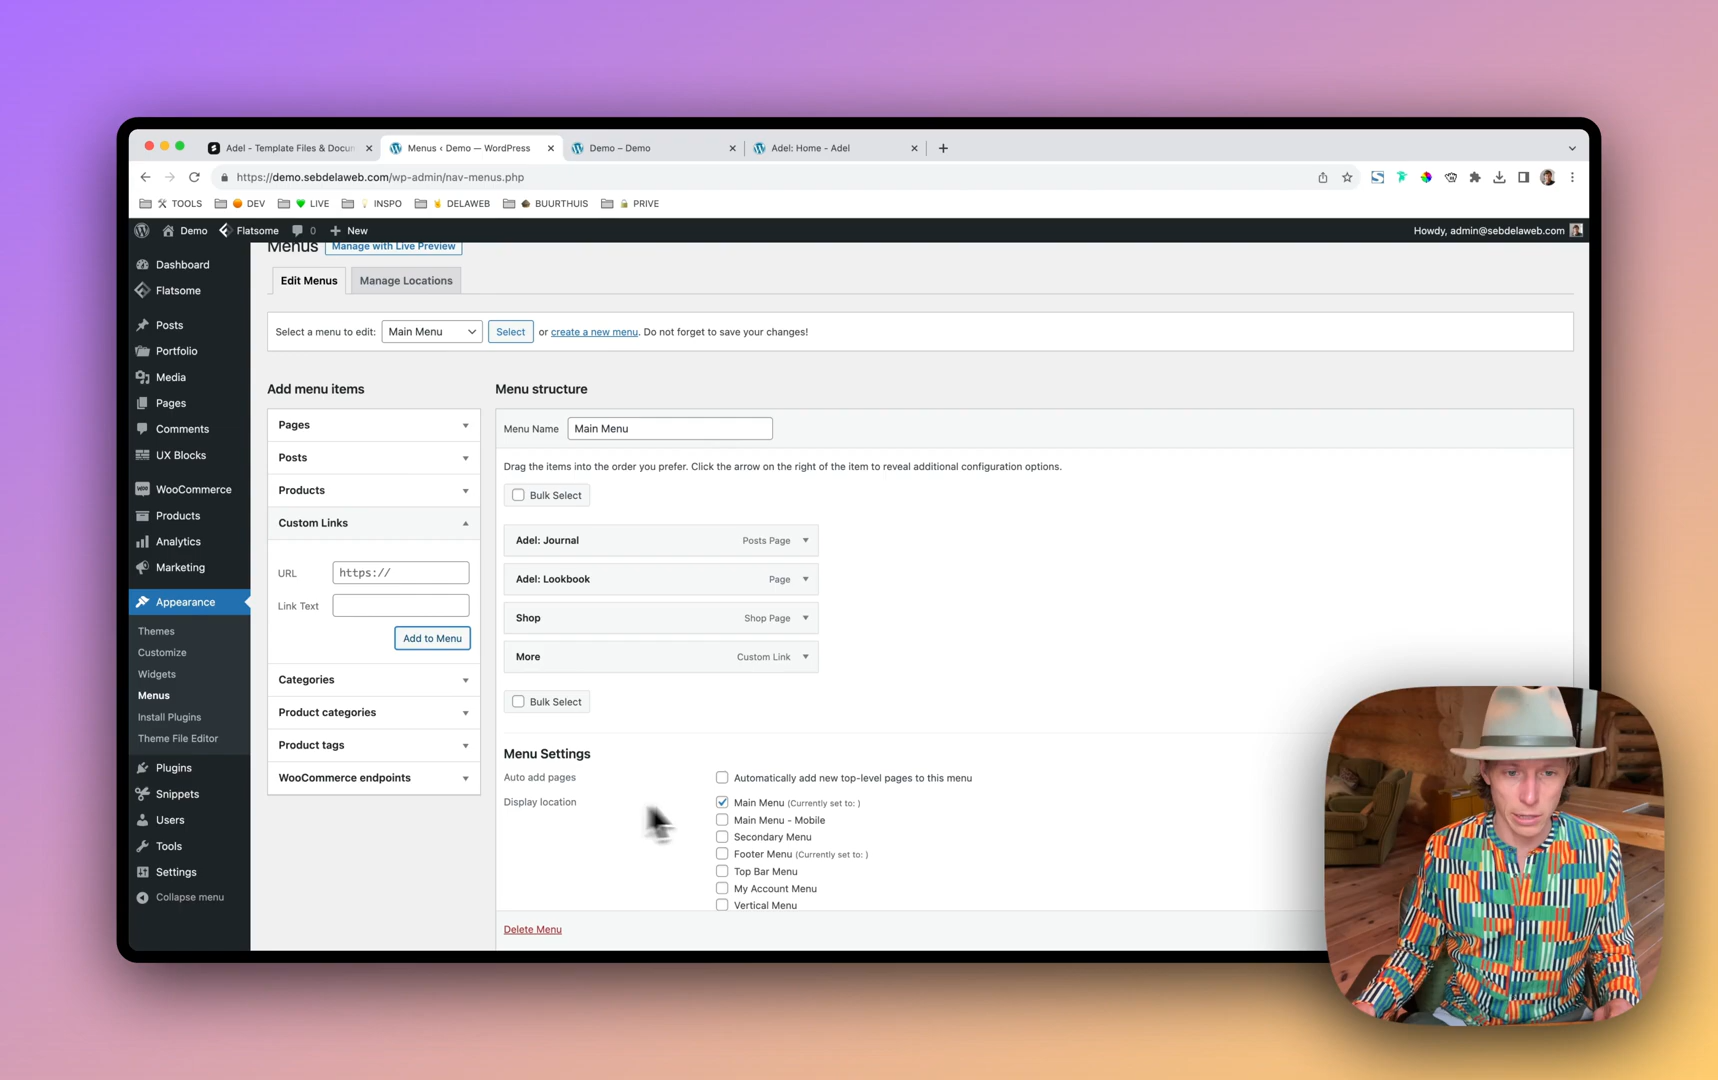 Adel - Template Files & Docun
Menus ‹ Demo — WordPress
Demo – Demo
Adel: Home - Adel
https://demo.sebdelaweb.com/wp-admin/nav-menus.php
TOOLS
DEV
LIVE
INSPO
DELAWEB
BUURTHUIS
PRIVE
Demo
Flatsome
0
New
Howdy, admin@sebdelaweb.com
Menus
Manage with Live Preview
Dashboard
Flatsome
Posts
Portfolio
Media
Pages
Comments
UX Blocks
WooCommerce
Products
Analytics
Marketing
Appearance
Themes
Customize
Widgets
Menus
Install Plugins
Theme File Editor
Plugins
Snippets
Users
Tools
Settings
Collapse menu
Edit Menus
Manage Locations
Select a menu to edit: Main Menu Select or create a new menu. Do not forget to save your changes!
Add menu items
Pages
Posts
Products
Custom Links
URL https://
Link Text
Add to Menu
Categories
Product categories
Product tags
WooCommerce endpoints
Menu structure
Menu Name Main Menu
Drag the items into the order you prefer. Click the arrow on the right of the item to reveal additional configuration options.
Bulk Select
Adel: Journal Posts Page
Adel: Lookbook Page
Shop Shop Page
More Custom Link
Bulk Select
Menu Settings
Auto add pages
Automatically add new top-level pages to this menu
Display location
Main Menu (Currently set to: )
Main Menu - Mobile
Secondary Menu
Footer Menu (Currently set to: )
Top Bar Menu
My Account Menu
Vertical Menu
Delete Menu